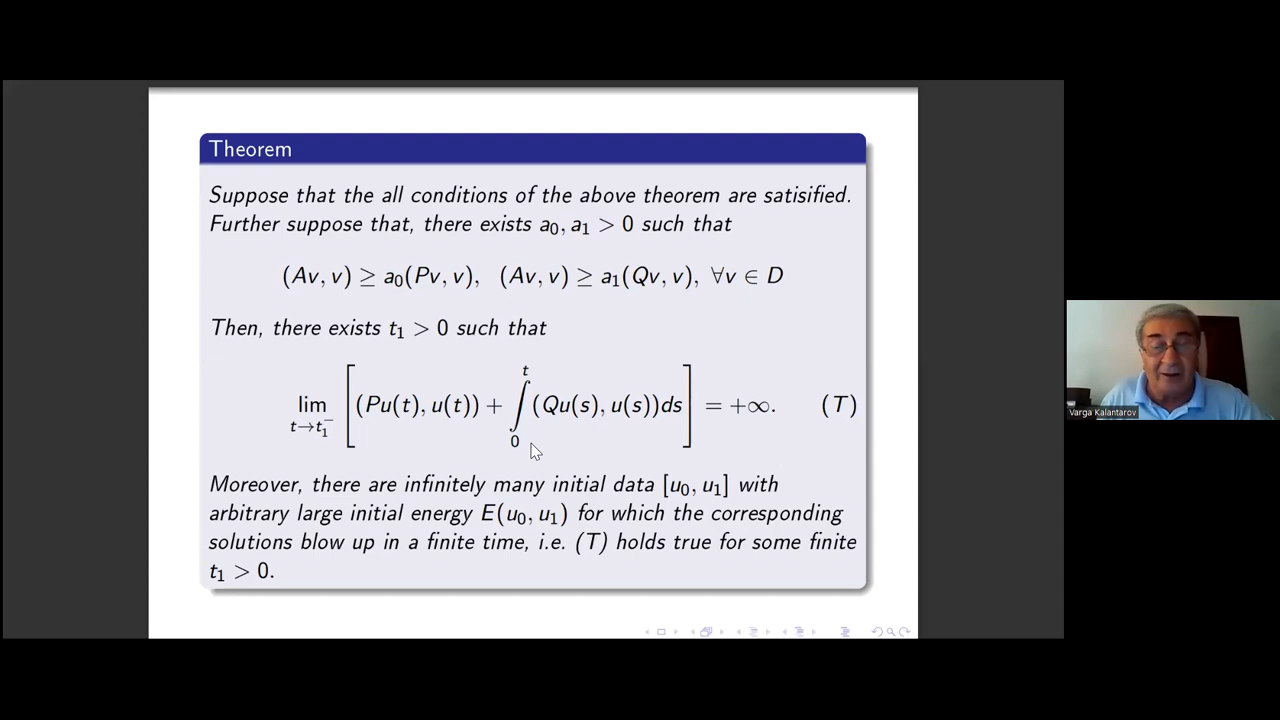 Theorem
Suppose that the all conditions of the above theorem are satisified.
Further suppose that, there exists a₀, a₁ > 0 such that
(Av, v) ≥ a₀(Pv, v),   (Av, v) ≥ a₁(Qv, v),  ∀v ∈ D
Then, there exists t₁ > 0 such that
lim_{t→t₁⁻} [(Pu(t), u(t)) + ∫₀ᵗ (Qu(s), u(s))ds] = +∞.   (T)
Moreover, there are infinitely many initial data [u₀, u₁] with
arbitrary large initial energy E(u₀, u₁) for which the corresponding
solutions blow up in a finite time, i.e. (T) holds true for some finite
t₁ > 0.
Varga Kalantarov